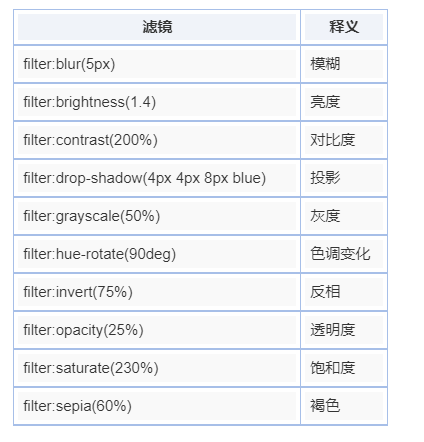 滤镜 释义
filter:blur(5px) 模糊
filter:brightness(1.4) 亮度
filter:contrast(200%) 对比度
filter:drop-shadow(4px 4px 8px blue) 投影
filter:grayscale(50%) 灰度
filter:hue-rotate(90deg) 色调变化
filter:invert(75%) 反相
filter:opacity(25%) 透明度
filter:saturate(230%) 饱和度
filter:sepia(60%) 褐色